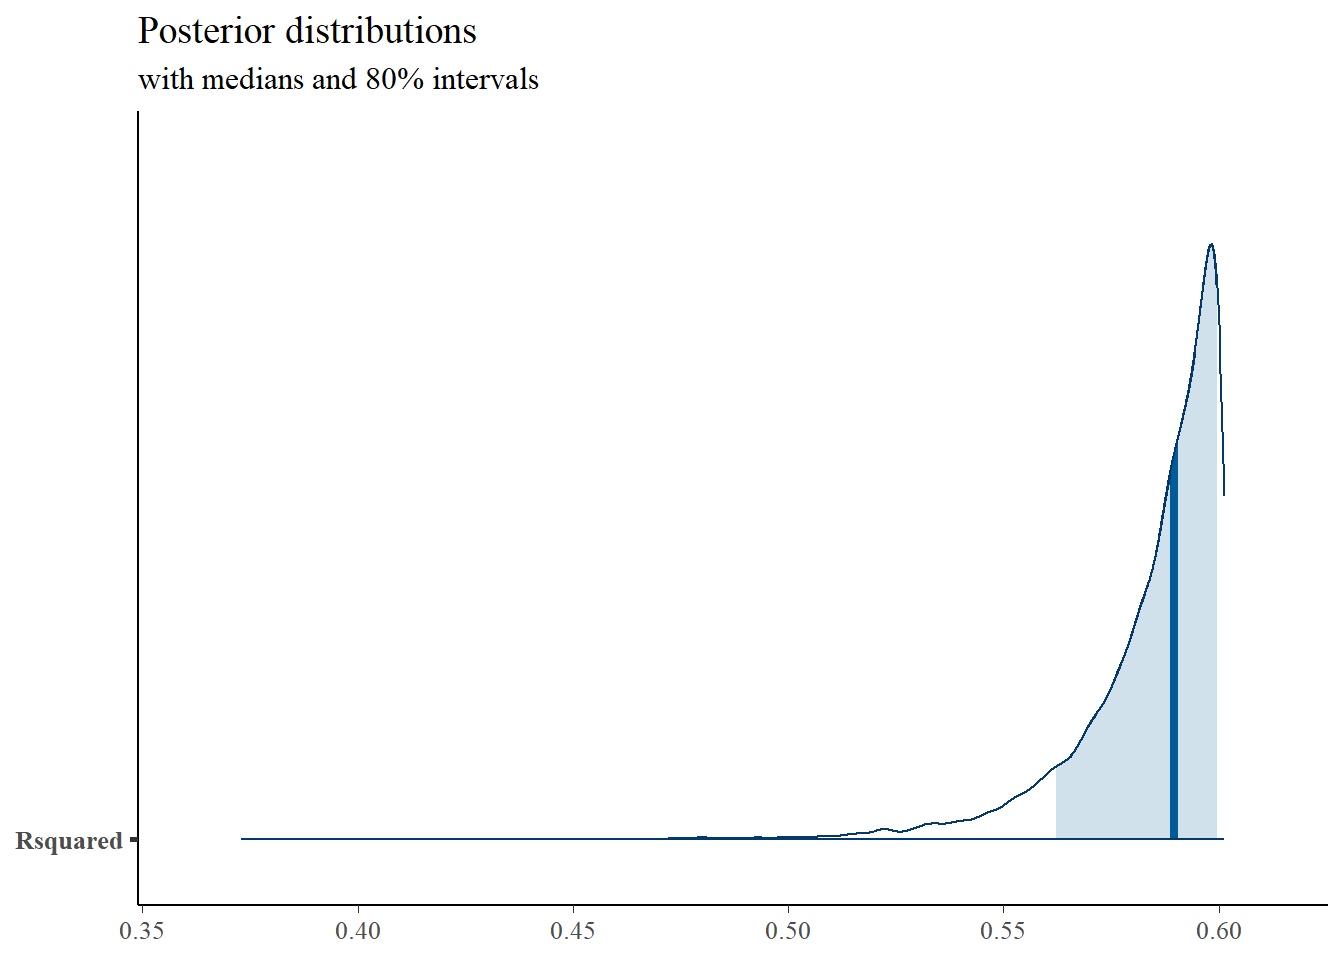 Posterior distributions
with medians and 80% intervals
Rsquared
0.35 0.40 0.45 0.50 0.55 0.60